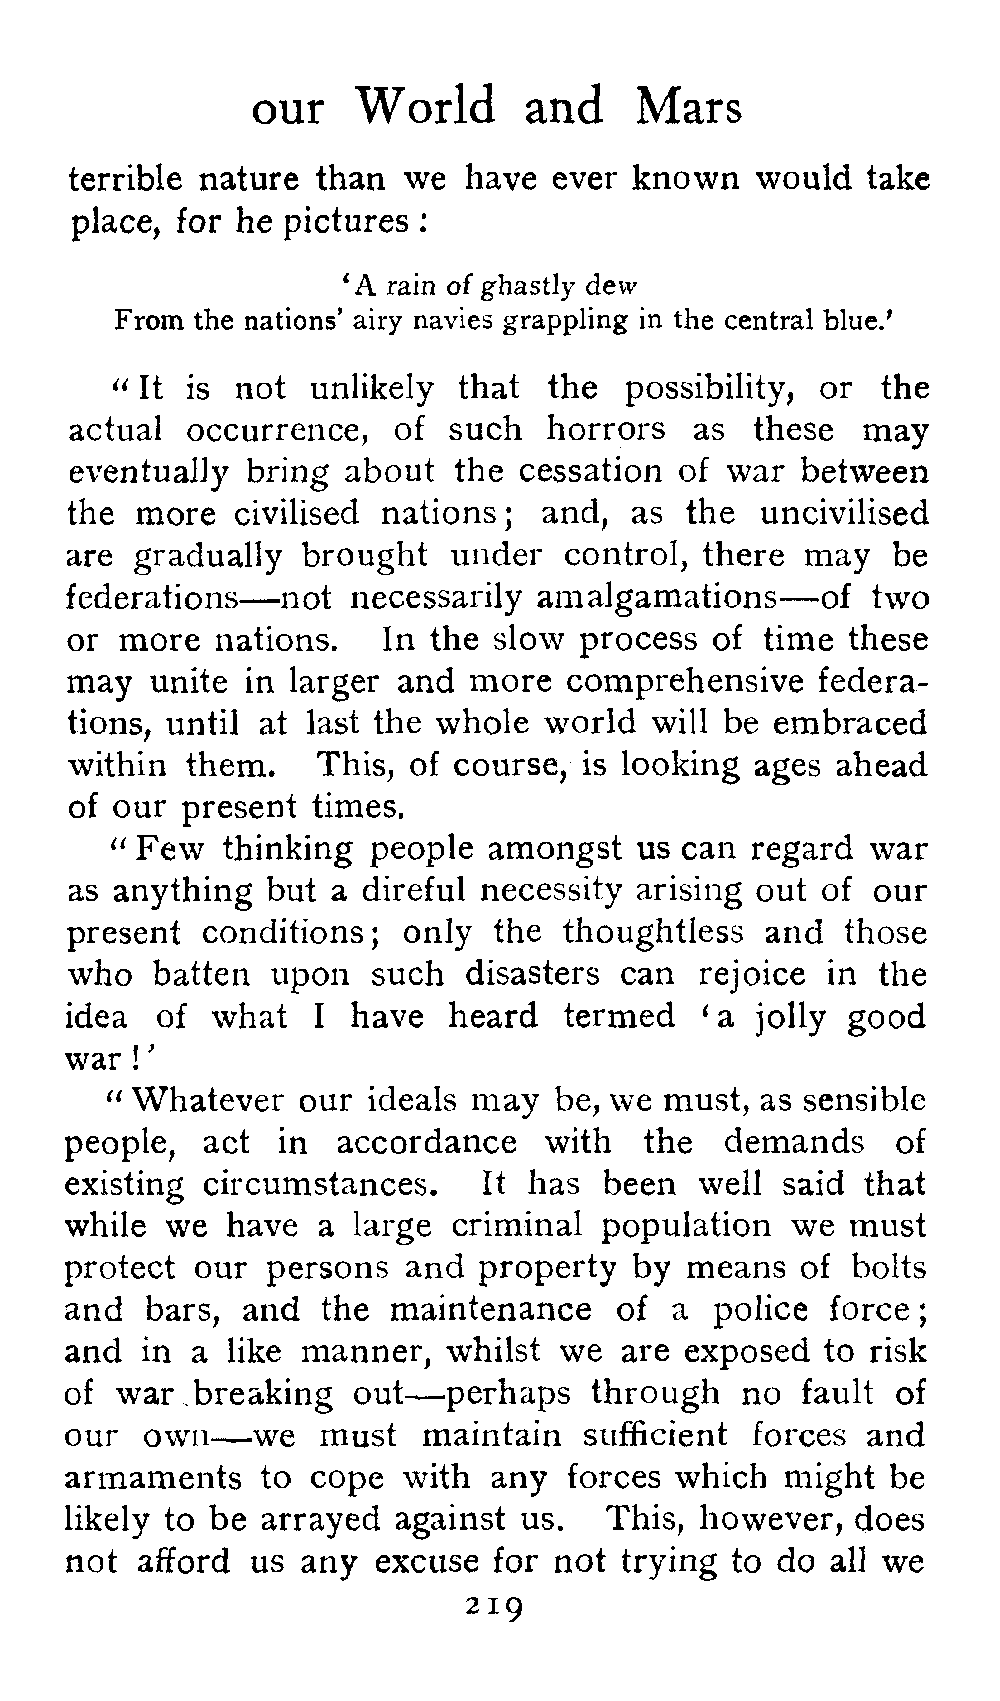 our World and Mars
terrible nature than we have ever known would take
place, for he pictures :
‘A rain of ghastly dew
From the nations’ airy navies grappling in the central blue.’
“ It is not unlikely that the possibility, or the
actual occurrence, of such horrors as these may
eventually bring about the cessation of war between
the more civilised nations ; and, as the uncivilised
are gradually brought under control, there may be
federations—not necessarily amalgamations—of two
or more nations. In the slow process of time these
may unite in larger and more comprehensive federa-
tions, until at last the whole world will be embraced
within them. This, of course, is looking ages ahead
of our present times.
“ Few thinking people amongst us can regard war
as anything but a direful necessity arising out of our
present conditions ; only the thoughtless and those
who batten upon such disasters can rejoice in the
idea of what I have heard termed ‘ a jolly good
war ! ’
“ Whatever our ideals may be, we must, as sensible
people, act in accordance with the demands of
existing circumstances. It has been well said that
while we have a large criminal population we must
protect our persons and property by means of bolts
and bars, and the maintenance of a police force ;
and in a like manner, whilst we are exposed to risk
of war breaking out—perhaps through no fault of
our own—we must maintain sufficient forces and
armaments to cope with any forces which might be
likely to be arrayed against us. This, however, does
not afford us any excuse for not trying to do all we
219